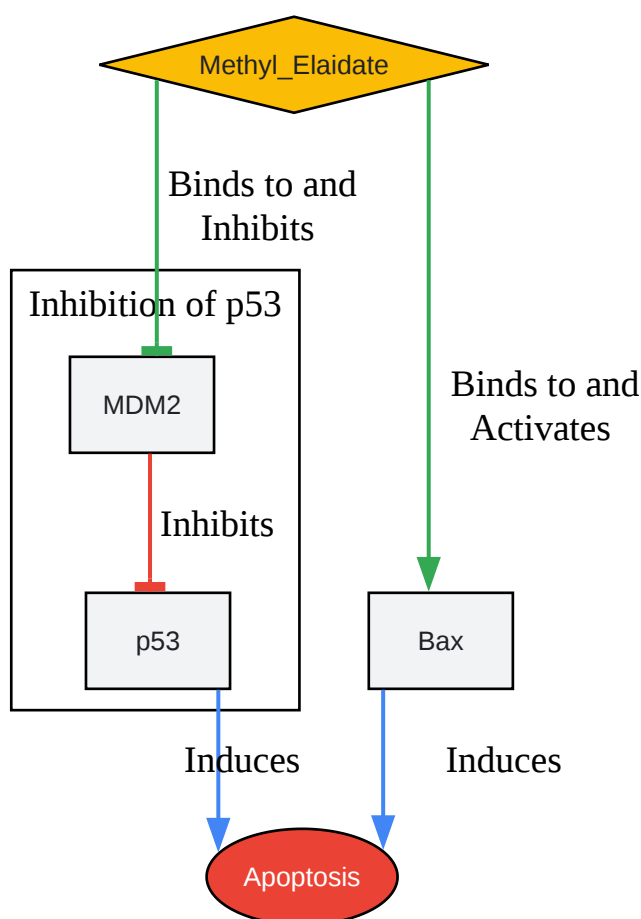 Methyl_Elaidate
Binds to and
Inhibits
Inhibition of p53
MDM2
Binds to and
Activates
Inhibits
p53
Bax
Induces
Induces
Apoptosis